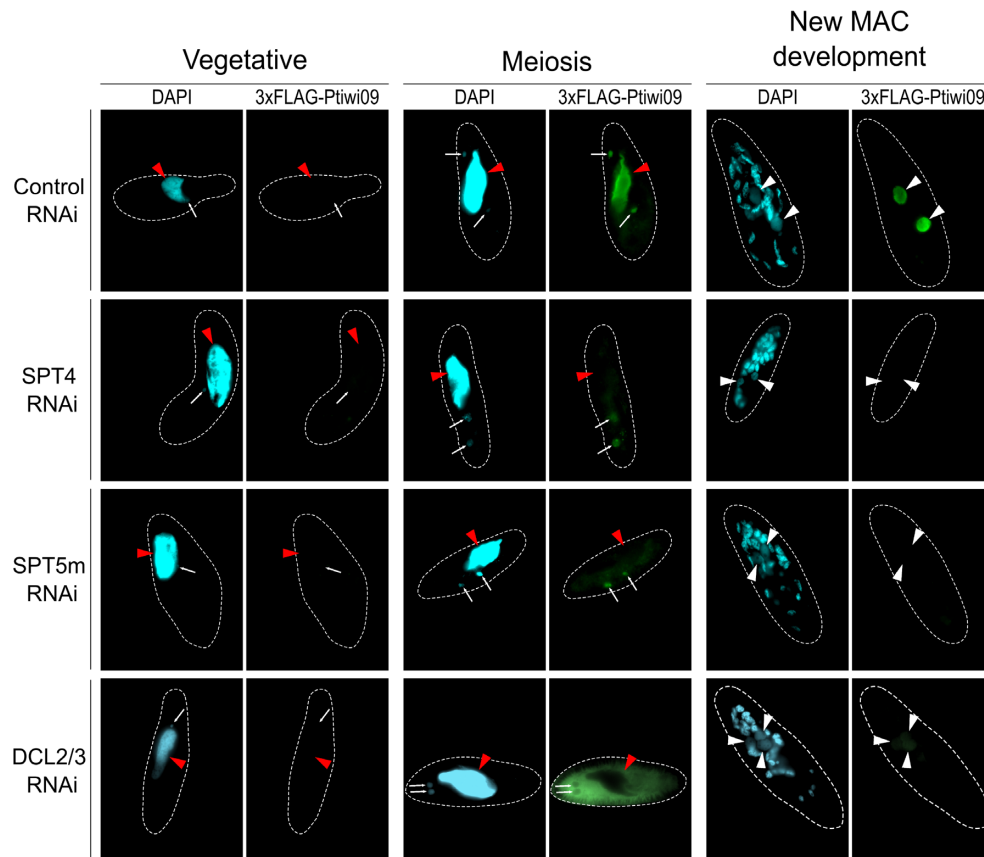 New MAC
development
Vegetative
Meiosis
DAPI
3xFLAG-Ptiwi09
DAPI
3xFLAG-Ptiwi09
DAPI
3xFLAG-Ptiwi09
Control
RNAi
SPT4
RNAi
SPT5m
RNAi
DCL2/3
RNAi